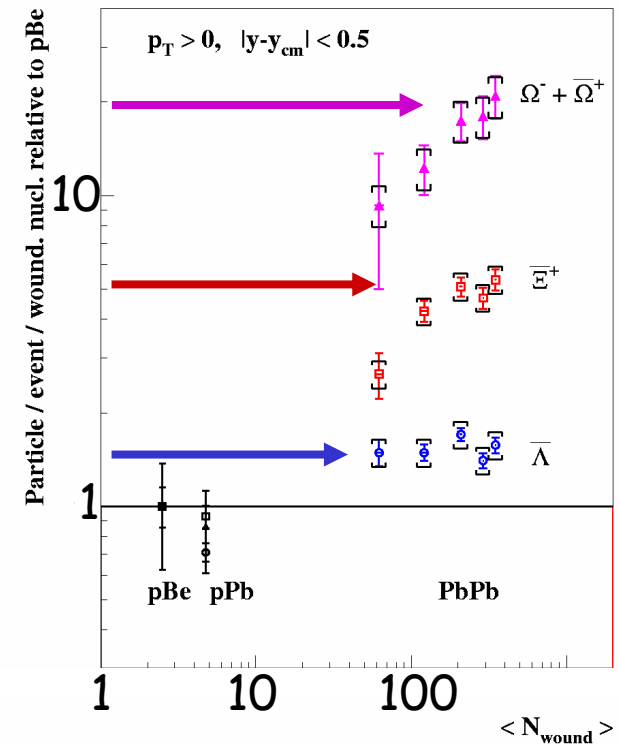 Particle / event / wound. nucl. relative to pBe
p_T > 0, |y-y_cm| < 0.5
Ω⁻ + Ω̅⁺
10
Ξ̅⁺
Λ̅
1
pBe pPb PbPb
1 10 100
< N_wound >